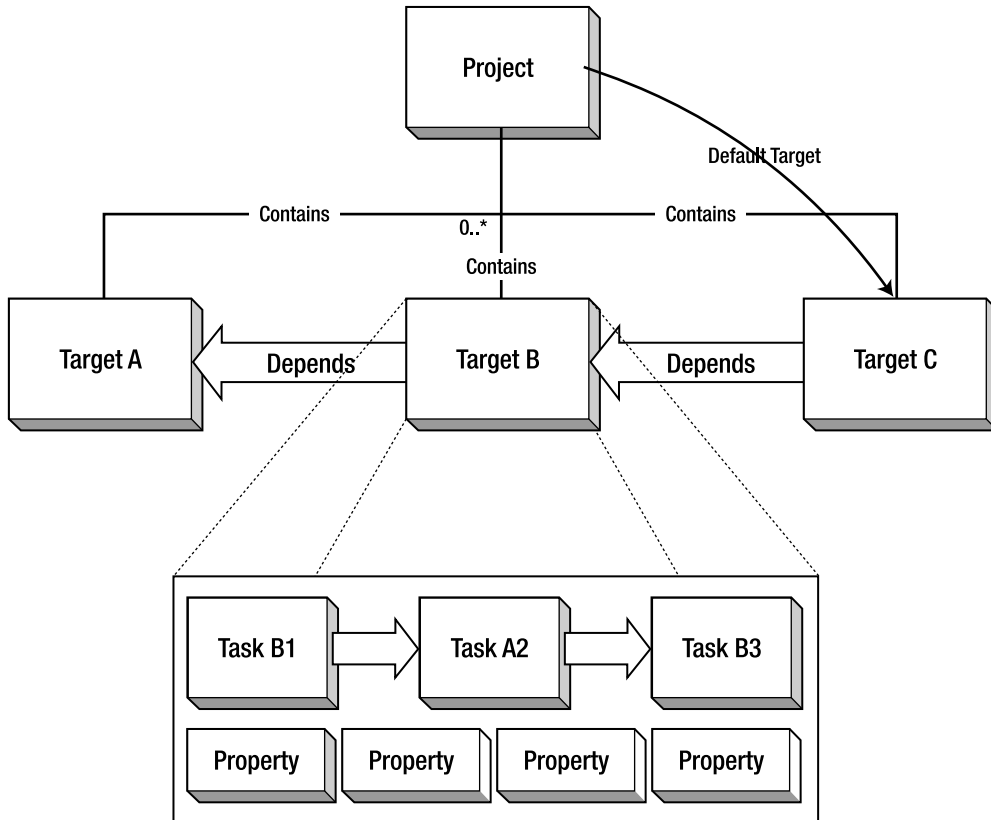 Project
Default Target
Contains
Contains
0..*
Contains
Target A
Depends
Target B
Depends
Target C
Task B1
Task A2
Task B3
Property
Property
Property
Property